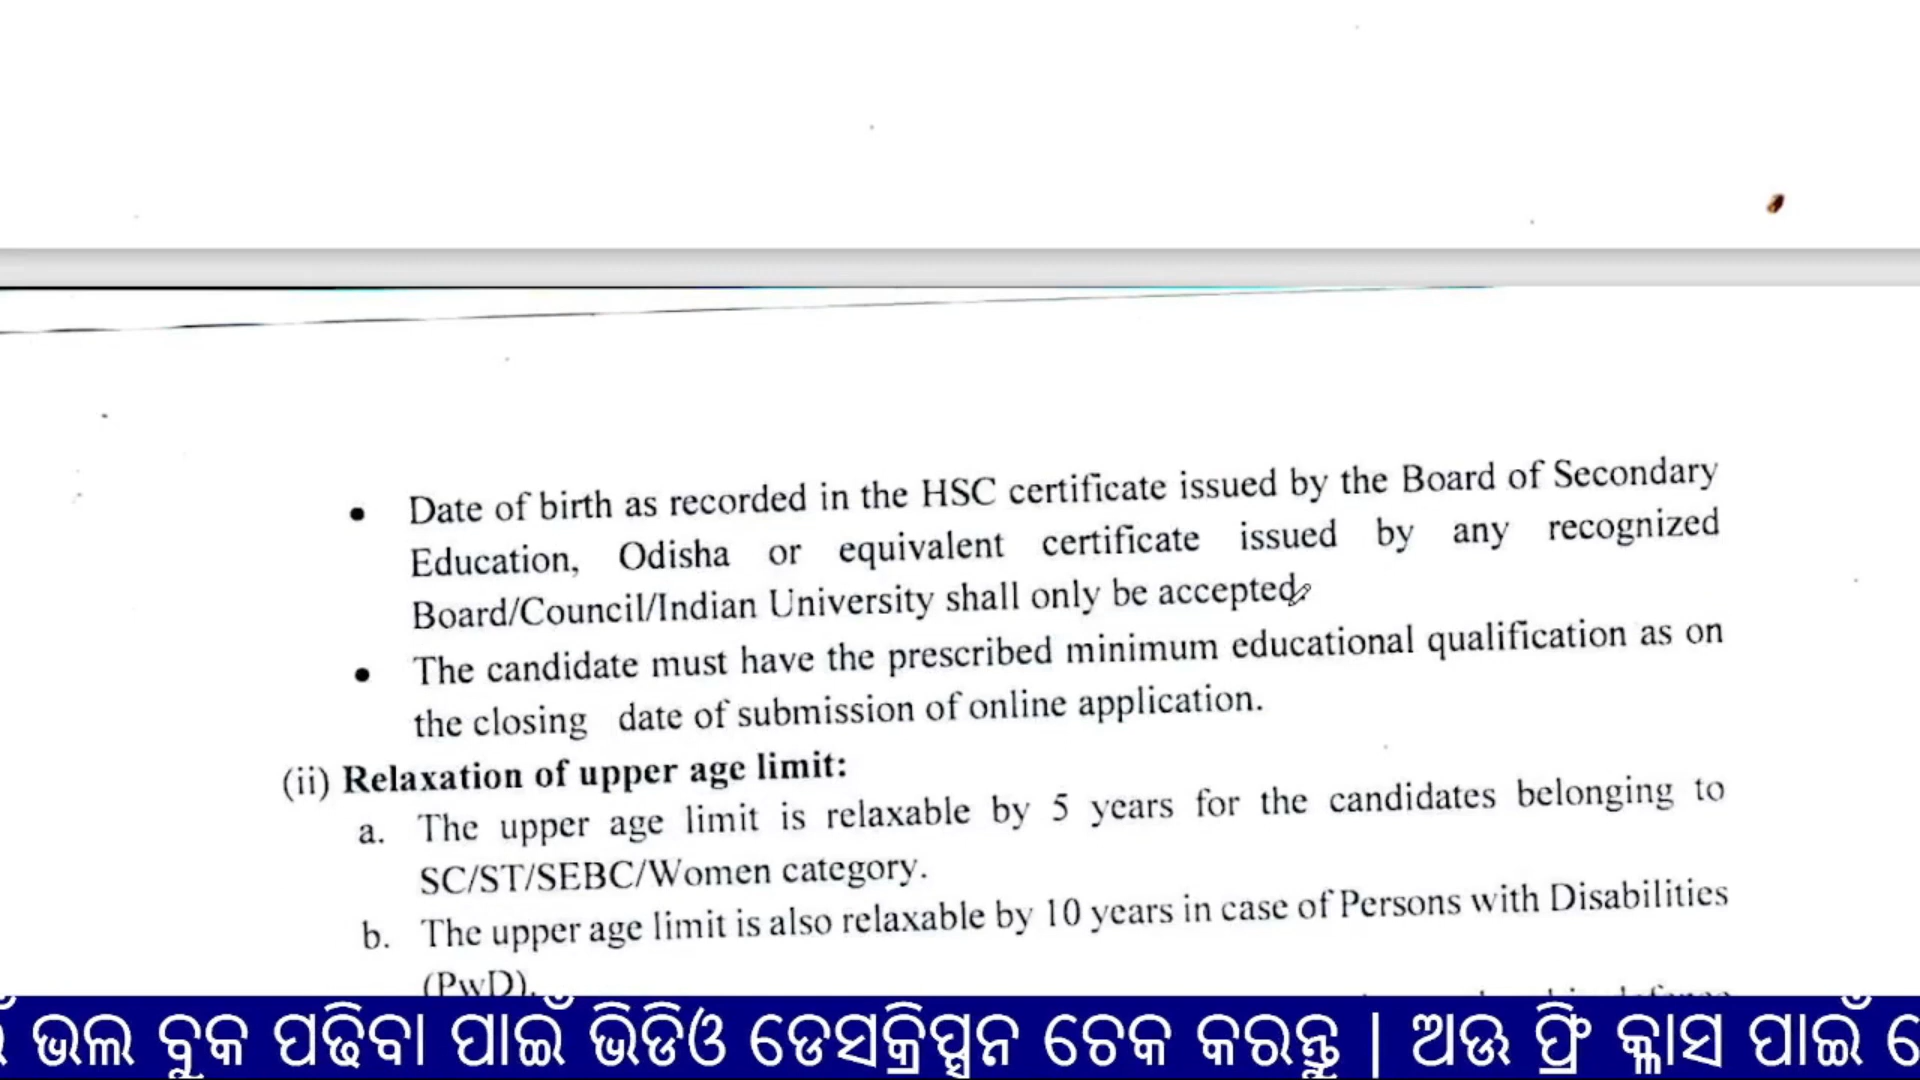 • Date of birth as recorded in the HSC certificate issued by the Board of Secondary
Education, Odisha or equivalent certificate issued by any recognized
Board/Council/Indian University shall only be accepted
• The candidate must have the prescribed minimum educational qualification as on
the closing date of submission of online application.
(ii) Relaxation of upper age limit:
a. The upper age limit is relaxable by 5 years for the candidates belonging to
SC/ST/SEBC/Women category.
b. The upper age limit is also relaxable by 10 years in case of Persons with Disabilities
(PwD).
ଭଲ ବୁକ ପଢିବା ପାଇଁ ଭିଡିଓ ଡେସକ୍ରିପ୍ସନ ଚେକ କରନ୍ତୁ | ଅଊ ଫ୍ରି କ୍ଲାସ ପାଇଁ